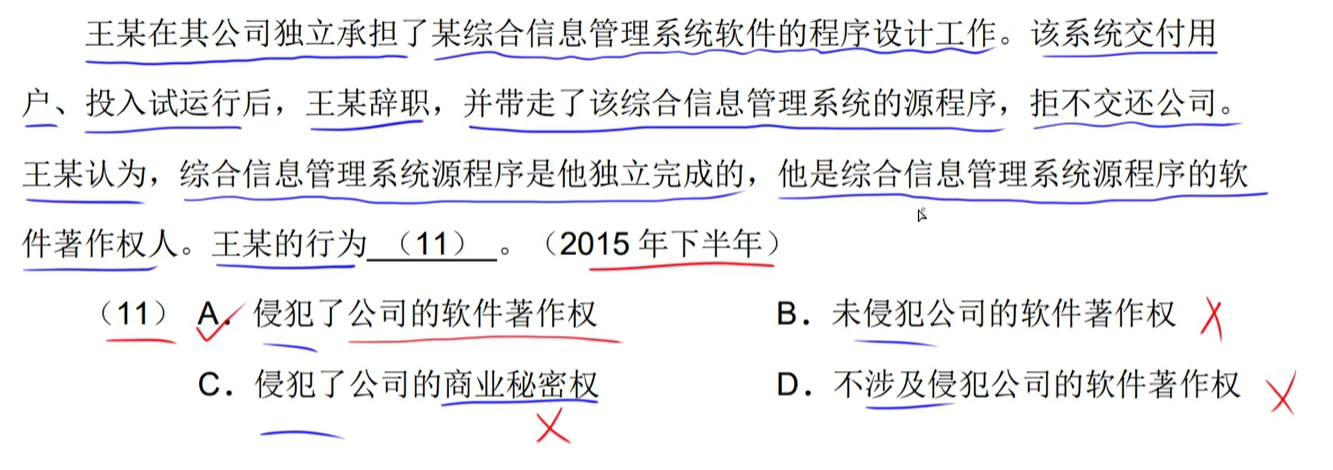 王某在其公司独立承担了某综合信息管理系统软件的程序设计工作。该系统交付用
户、投入试运行后，王某辞职，并带走了该综合信息管理系统的源程序，拒不交还公司。
王某认为，综合信息管理系统源程序是他独立完成的，他是综合信息管理系统源程序的软
件著作权人。王某的行为（11）。（2015 年下半年）
（11） A．侵犯了公司的软件著作权 B．未侵犯公司的软件著作权
C．侵犯了公司的商业秘密权 D．不涉及侵犯公司的软件著作权